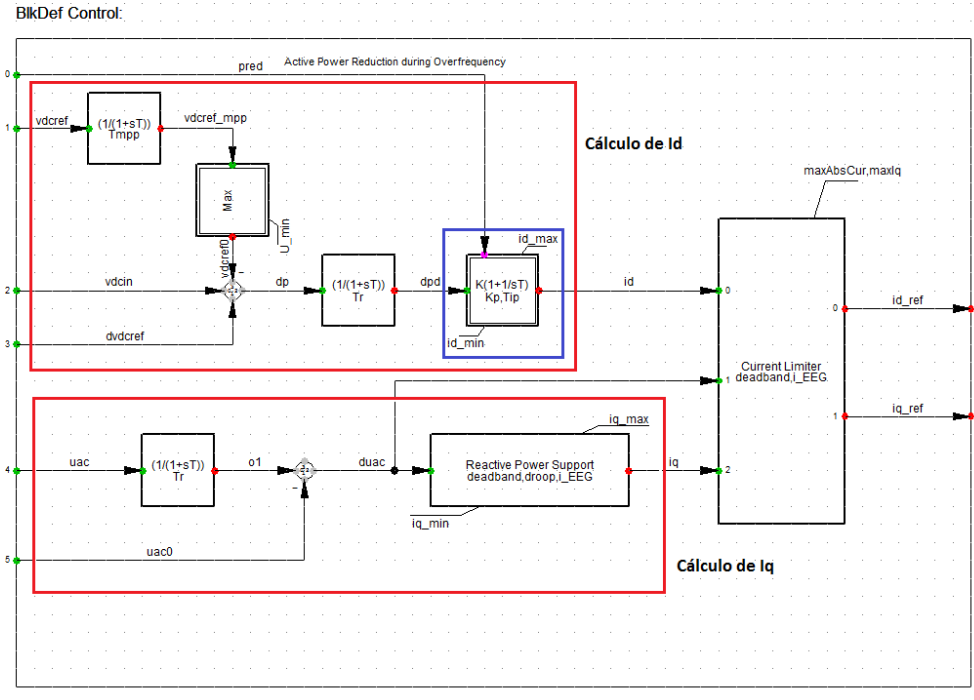 BlkDef Control:
0
pred
Active Power Reduction during Overfrequency
1
vdcref
(1/(1+sT))
Tmpp
vdcref_mpp
Cálculo de Id
maxAbsCur,maxIq
Max
U_min
vdcref0
-
id_max
2
vdcin
dp
(1/(1+sT))
Tr
dpd
K(1+1/sT)
Kp,Tip
id
0
0
id_ref
3
dvdcref
id_min
Current Limiter
deadband,i_EEG
1
1
iq_ref
iq_max
4
uac
(1/(1+sT))
Tr
o1
duac
Reactive Power Support
deadband,droop,i_EEG
iq
2
-
iq_min
5
uac0
Cálculo de Iq